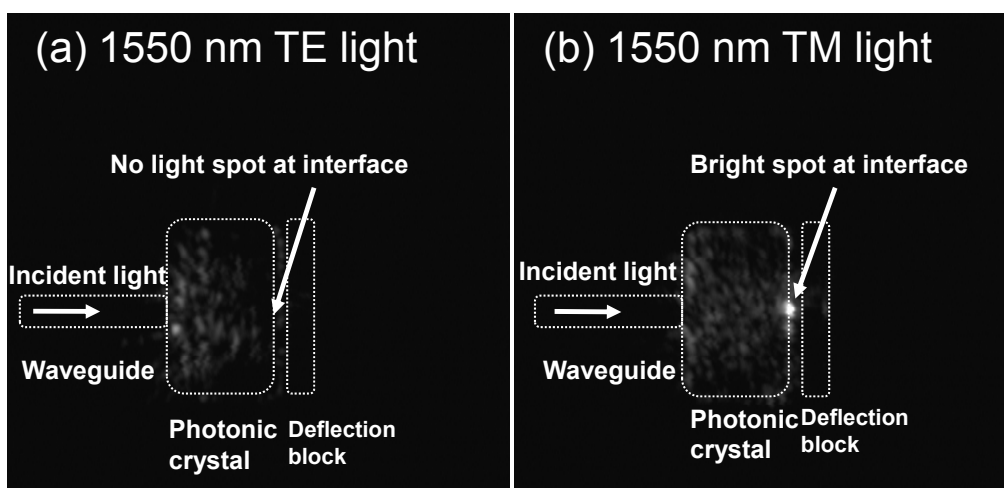 (a) 1550 nm TE light
No light spot at interface
Incident light
Waveguide
Photonic
crystal
Deflection
block
(b) 1550 nm TM light
Bright spot at interface
Incident light
Waveguide
Photonic
crystal
Deflection
block